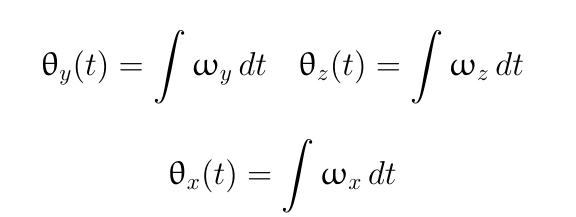 θ_y(t) = ∫ ω_y dt   θ_z(t) = ∫ ω_z dt
θ_x(t) = ∫ ω_x dt